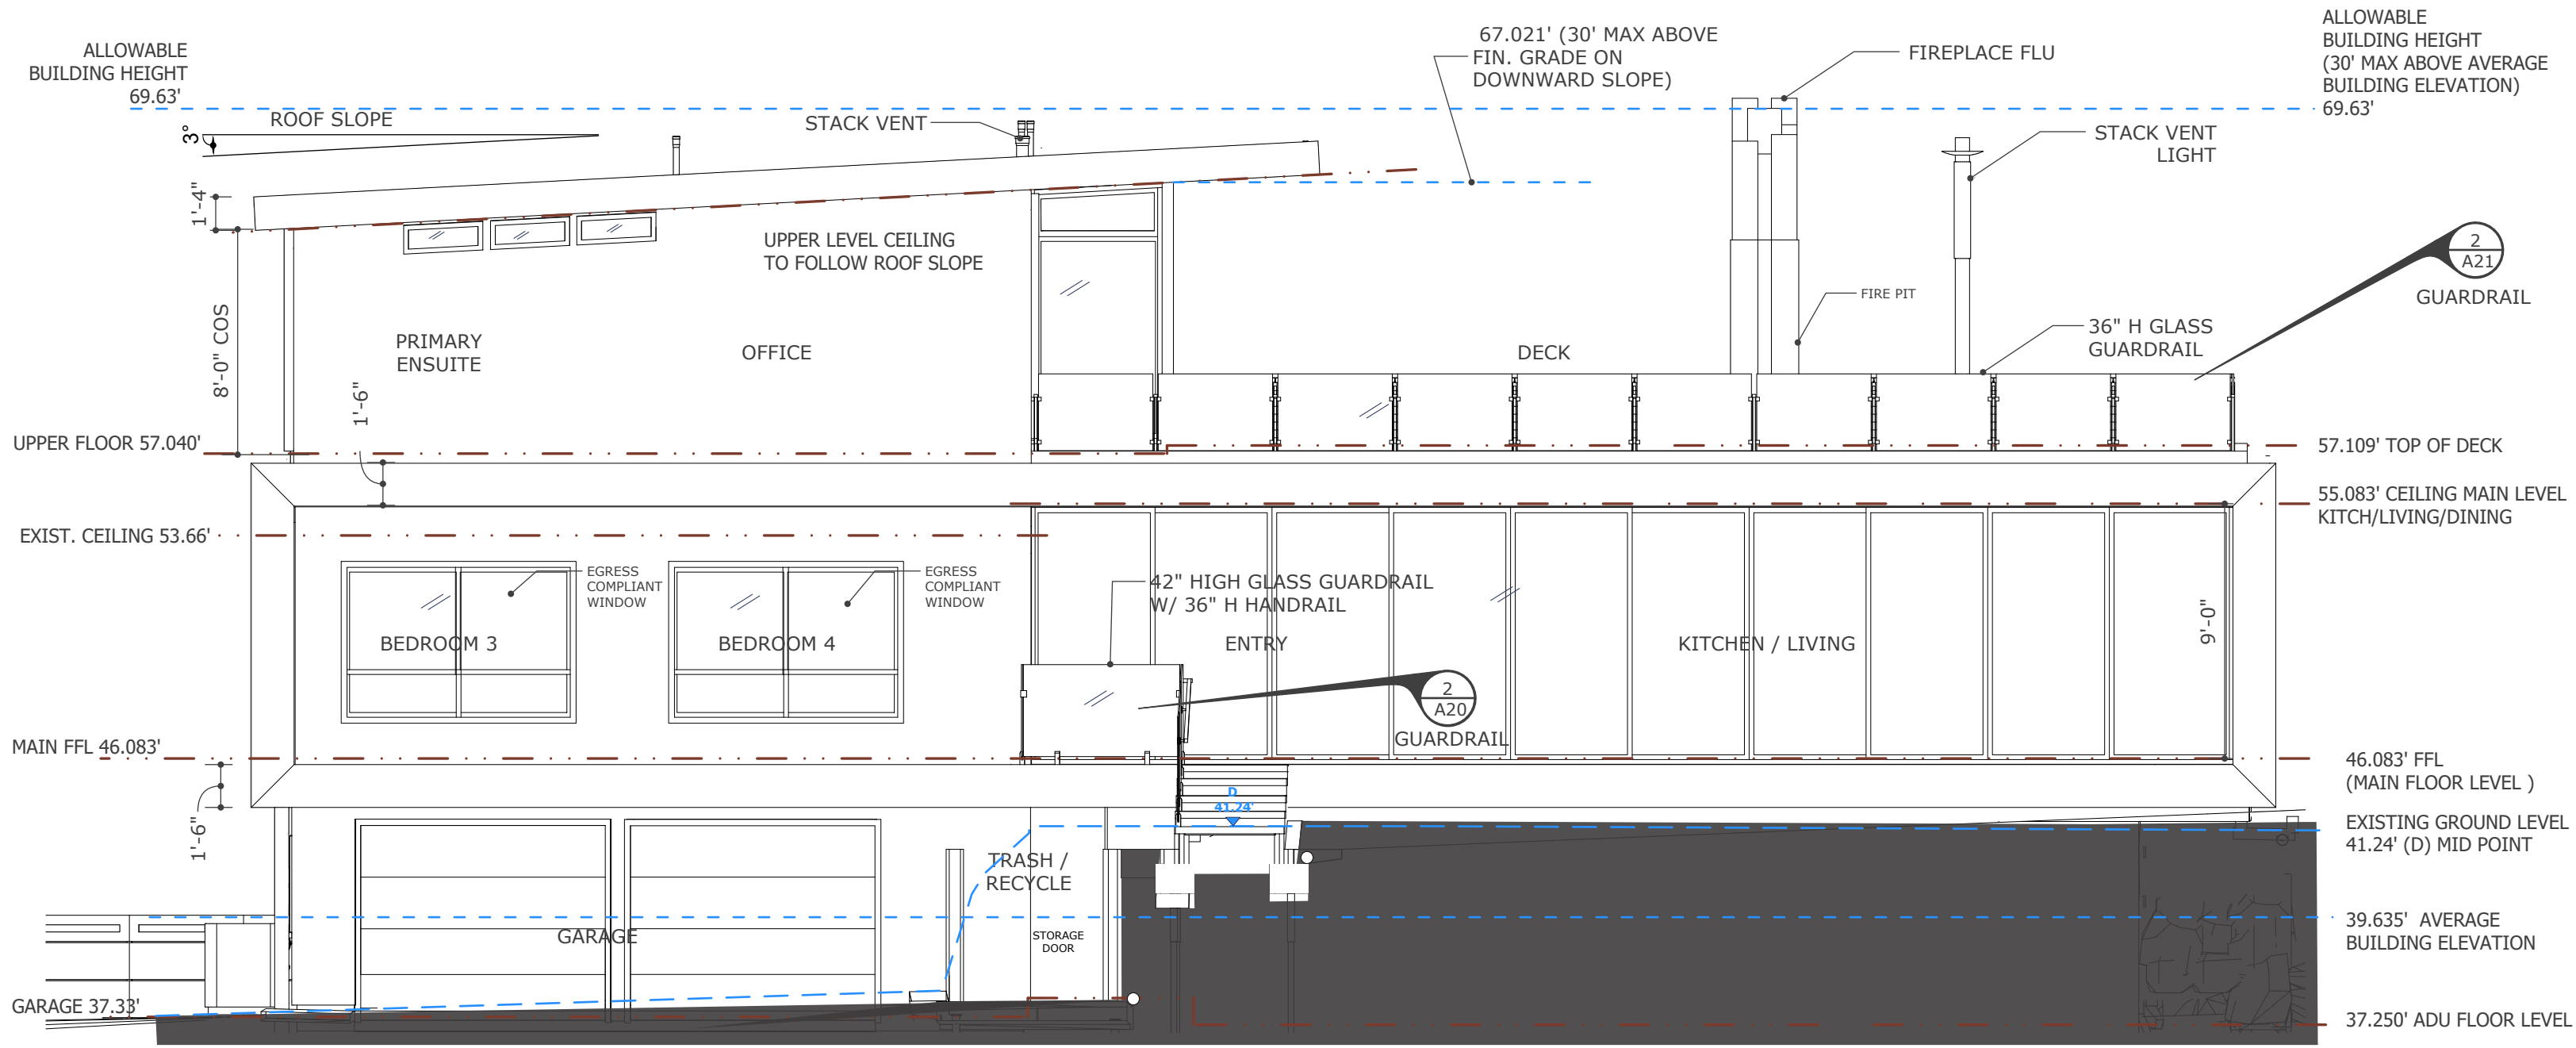 ALLOWABLE
BUILDING HEIGHT
69.63'
ROOF SLOPE
3°
STACK VENT
67.021' (30' MAX ABOVE
FIN. GRADE ON
DOWNWARD SLOPE)
FIREPLACE FLU
ALLOWABLE
BUILDING HEIGHT
(30' MAX ABOVE AVERAGE
BUILDING ELEVATION)
69.63'
STACK VENT
LIGHT
1'-4"
UPPER LEVEL CEILING
TO FOLLOW ROOF SLOPE
2
A21
GUARDRAIL
FIRE PIT
8'-0" COS
PRIMARY
ENSUITE
OFFICE
DECK
36" H GLASS
GUARDRAIL
1'-6"
UPPER FLOOR 57.040'
57.109' TOP OF DECK
55.083' CEILING MAIN LEVEL
KITCH/LIVING/DINING
EXIST. CEILING 53.66'
EGRESS
COMPLIANT
WINDOW
EGRESS
COMPLIANT
WINDOW
42" HIGH GLASS GUARDRAIL
W/ 36" H HANDRAIL
BEDROOM 3
BEDROOM 4
ENTRY
KITCHEN / LIVING
9'-0"
2
A20
GUARDRAIL
MAIN FFL 46.083'
46.083' FFL
(MAIN FLOOR LEVEL )
1'-6"
D
41.24'
EXISTING GROUND LEVEL
41.24' (D) MID POINT
TRASH /
RECYCLE
GARAGE
STORAGE
DOOR
39.635' AVERAGE
BUILDING ELEVATION
GARAGE 37.33'
37.250' ADU FLOOR LEVEL